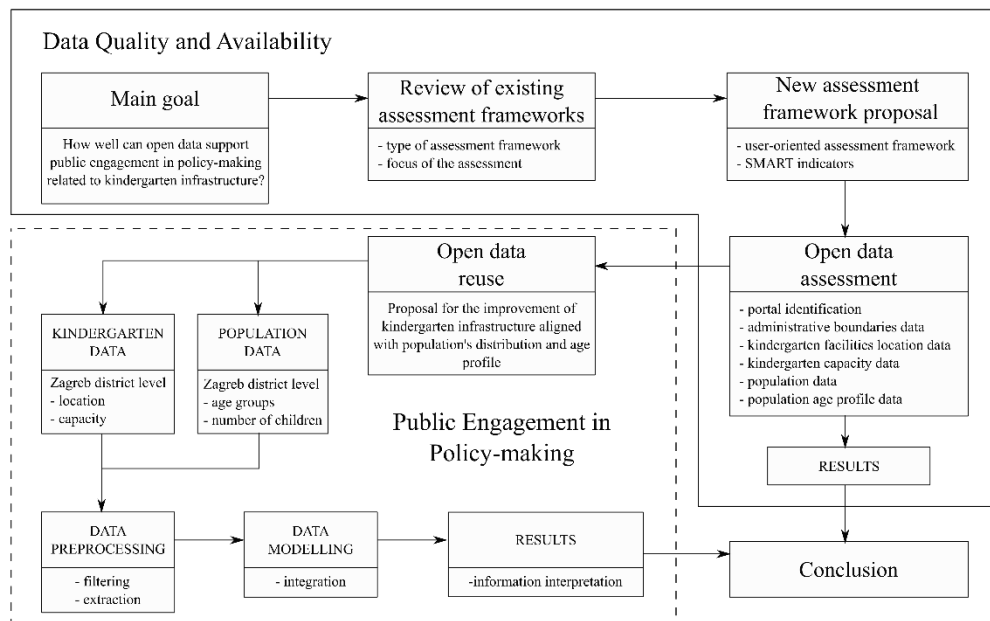 Data Quality and Availability
Main goal
How well can open data support
public engagement in policy-making
related to kindergarten infrastructure?
Review of existing
assessment frameworks
- type of assessment framework
- focus of the assessment
New assessment
framework proposal
- user-oriented assessment framework
- SMART indicators
Open data
assessment
- portal identification
- administrative boundaries data
- kindergarten facilities location data
- kindergarten capacity data
- population data
- population age profile data
RESULTS
Open data
reuse
Proposal for the improvement of
kindergarten infrastructure aligned
with population's distribution and age
profile
KINDERGARTEN
DATA
Zagreb district level
- location
- capacity
POPULATION
DATA
Zagreb district level
- age groups
- number of children
Public Engagement in
Policy-making
DATA
PREPROCESSING
- filtering
- extraction
DATA
MODELLING
- integration
RESULTS
-information interpretation
Conclusion